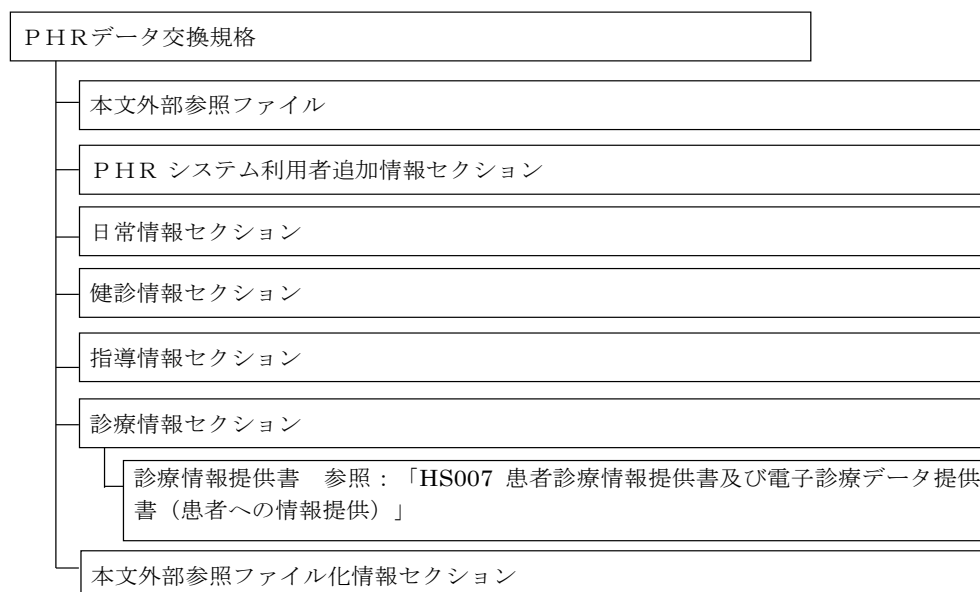 ＰＨＲデータ交換規格
本文外部参照ファイル
ＰＨＲ システム利用者追加情報セクション
日常情報セクション
健診情報セクション
指導情報セクション
診療情報セクション
診療情報提供書　参照：「HS007 患者診療情報提供書及び電子診療データ提供
書（患者への情報提供）」
本文外部参照ファイル化情報セクション